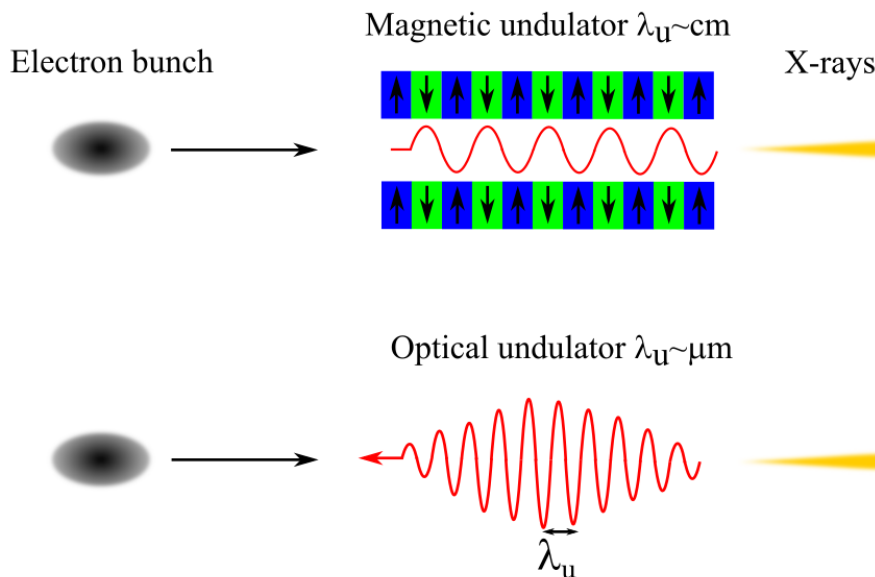 Magnetic undulator λu~cm
Electron bunch
X-rays
Optical undulator λu~μm
λu